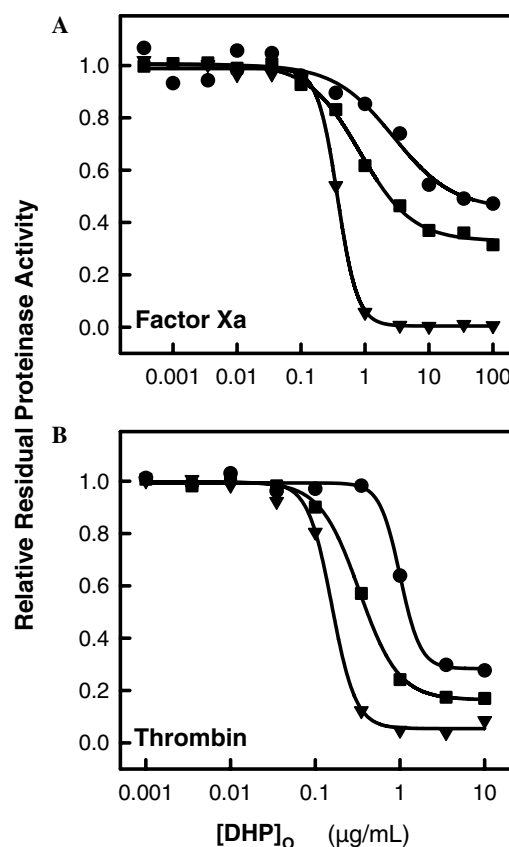 A
Relative Residual Proteinase Activity
1.0
0.8
0.6
0.4
0.2
0.0
Factor Xa
0.001 0.01 0.1 1 10 100
B
1.0
0.8
0.6
0.4
0.2
0.0
Thrombin
0.001 0.01 0.1 1 10
[DHP]O (μg/mL)